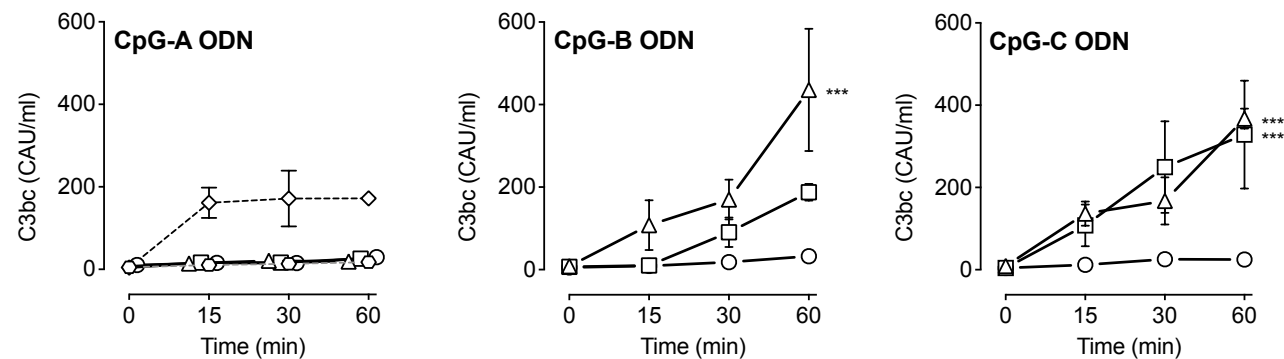 CpG-A ODN
600
400
200
0
C3bc (CAU/ml)
0 15 30 60
Time (min)
CpG-B ODN
600
400
200
0
C3bc (CAU/ml)
***
0 15 30 60
Time (min)
CpG-C ODN
600
400
200
0
C3bc (CAU/ml)
***
***
0 15 30 60
Time (min)